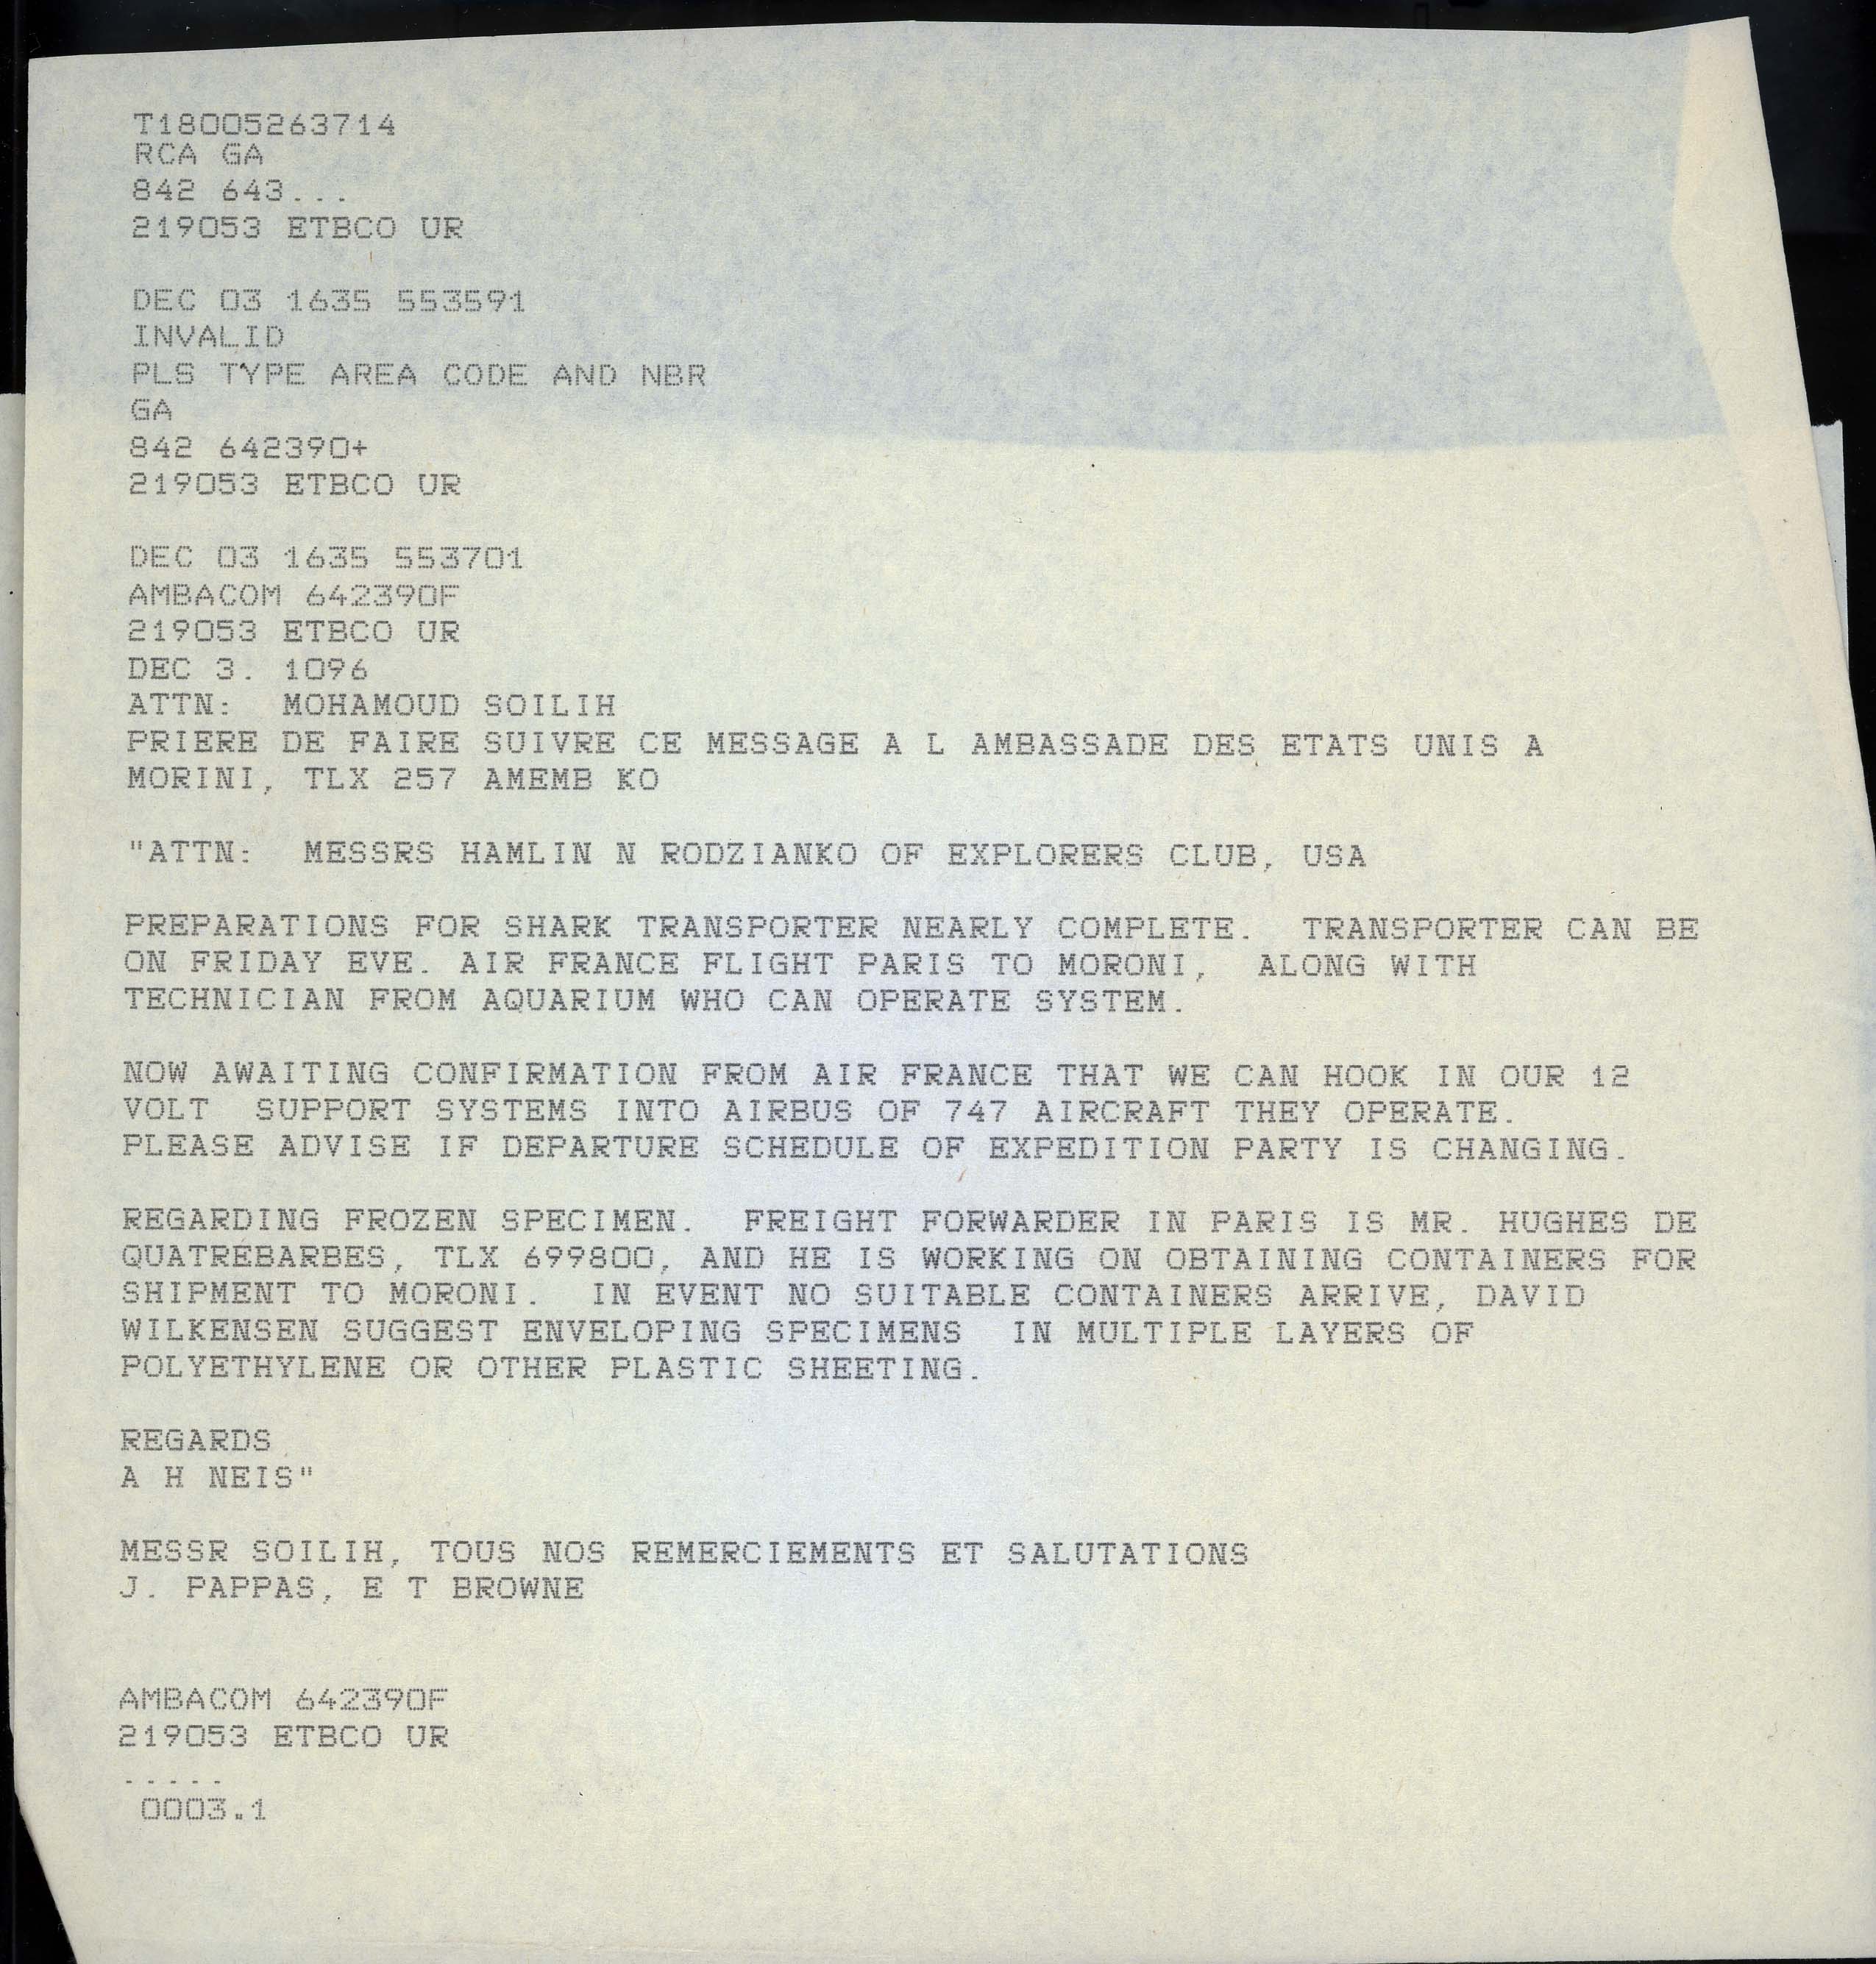 T18005263714
RCA GA
842 643...
219053 ETBCO UR
DEC 03 1635 553591
INVALID
PLS TYPE AREA CODE AND NBR
GA
842 642390+
219053 ETBCO UR
DEC 03 1635 553701
AMBACOM 642390F
219053 ETBCO UR
DEC 3. 1096
ATTN:  MOHAMOUD SOILIH
PRIERE DE FAIRE SUIVRE CE MESSAGE A L AMBASSADE DES ETATS UNIS A
MORINI, TLX 257 AMEMB KO
"ATTN:  MESSRS HAMLIN N RODZIANKO OF EXPLORERS CLUB, USA
PREPARATIONS FOR SHARK TRANSPORTER NEARLY COMPLETE.  TRANSPORTER CAN BE
ON FRIDAY EVE. AIR FRANCE FLIGHT PARIS TO MORONI,  ALONG WITH
TECHNICIAN FROM AQUARIUM WHO CAN OPERATE SYSTEM.
NOW AWAITING CONFIRMATION FROM AIR FRANCE THAT WE CAN HOOK IN OUR 12
VOLT  SUPPORT SYSTEMS INTO AIRBUS OF 747 AIRCRAFT THEY OPERATE.
PLEASE ADVISE IF DEPARTURE SCHEDULE OF EXPEDITION PARTY IS CHANGING.
REGARDING FROZEN SPECIMEN.  FREIGHT FORWARDER IN PARIS IS MR. HUGHES DE
QUATREBARBES, TLX 699800, AND HE IS WORKING ON OBTAINING CONTAINERS FOR
SHIPMENT TO MORONI.  IN EVENT NO SUITABLE CONTAINERS ARRIVE, DAVID
WILKENSEN SUGGEST ENVELOPING SPECIMENS  IN MULTIPLE LAYERS OF
POLYETHYLENE OR OTHER PLASTIC SHEETING.
REGARDS
A H NEIS"
MESSR SOILIH, TOUS NOS REMERCIEMENTS ET SALUTATIONS
J. PAPPAS, E T BROWNE
AMBACOM 642390F
219053 ETBCO UR
.....
0003.1